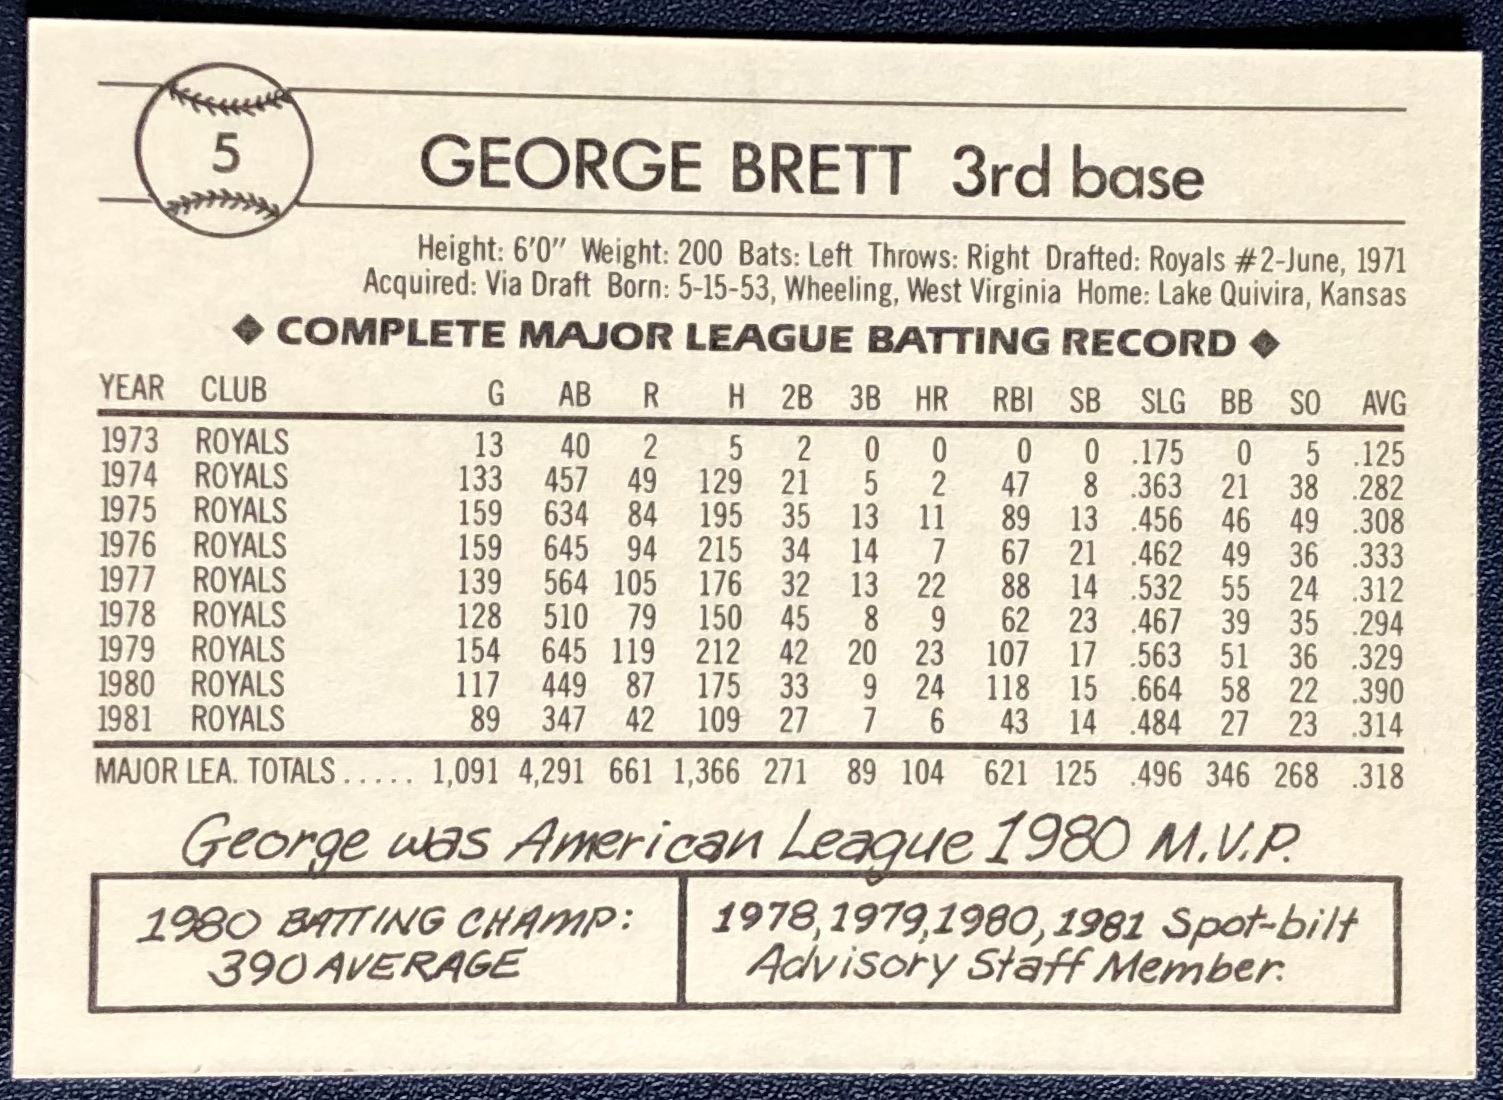 5
GEORGE BRETT 3rd base
Height: 6'0" Weight: 200 Bats: Left Throws: Right Drafted: Royals #2-June, 1971
Acquired: Via Draft Born: 5-15-53, Wheeling, West Virginia Home: Lake Quivira, Kansas
◆ COMPLETE MAJOR LEAGUE BATTING RECORD ◆
YEAR CLUB G AB R H 2B 3B HR RBI SB SLG BB SO AVG
1973 ROYALS 13 40 2 5 2 0 0 0 0 .175 0 5 .125
1974 ROYALS 133 457 49 129 21 5 2 47 8 .363 21 38 .282
1975 ROYALS 159 634 84 195 35 13 11 89 13 .456 46 49 .308
1976 ROYALS 159 645 94 215 34 14 7 67 21 .462 49 36 .333
1977 ROYALS 139 564 105 176 32 13 22 88 14 .532 55 24 .312
1978 ROYALS 128 510 79 150 45 8 9 62 23 .467 39 35 .294
1979 ROYALS 154 645 119 212 42 20 23 107 17 .563 51 36 .329
1980 ROYALS 117 449 87 175 33 9 24 118 15 .664 58 22 .390
1981 ROYALS 89 347 42 109 27 7 6 43 14 .484 27 23 .314
MAJOR LEA. TOTALS..... 1,091 4,291 661 1,366 271 89 104 621 125 .496 346 268 .318
George was American League 1980 M.V.P.
1980 BATTING CHAMP:
390 AVERAGE
1978, 1979, 1980, 1981 Spot-bilt
Advisory Staff Member.